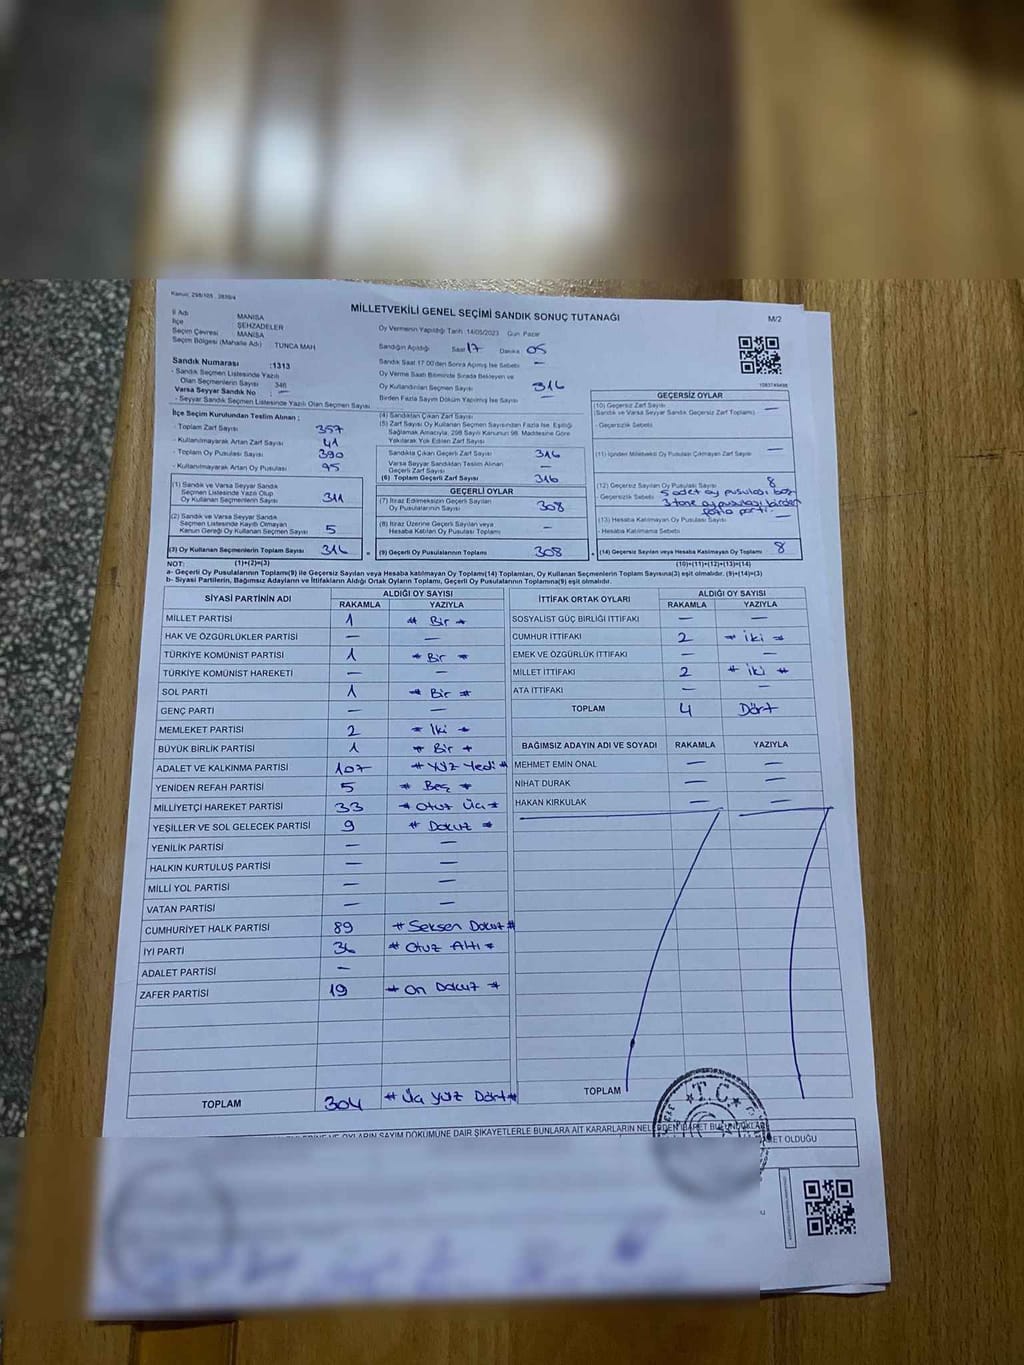 Kanun: 298/105 2839/4
MİLLETVEKİLİ GENEL SEÇİMİ SANDIK SONUÇ TUTANAĞI
M/2
İl Adı MANİSA
İlçe ŞEHZADELER
Seçim Çevresi MANİSA
Seçim Bölgesi (Mahalle Adı) TUNCA MAH
Sandık Numarası :1313
- Sandık Seçmen Listesinde Yazılı
Olan Seçmenlerin Sayısı 346
Varsa Seyyar Sandık No : —
- Seyyar Sandık Seçmen Listesinde Yazılı Olan Seçmen Sayısı
Oy Vermenin Yapıldığı Tarih :14/05/2023 Gün: Pazar
Sandığın Açıldığı Saat 17 Dakika 05
Sandık Saat 17:00'den Sonra Açılmış İse Sebebi —
Oy Verme Saati Bitiminde Sırada Bekleyen ve
Oy Kullandırılan Seçmen Sayısı 316
Birden Fazla Sayım Döküm Yapılmış İse Sayısı —
İlçe Seçim Kurulundan Teslim Alınan ;
- Toplam Zarf Sayısı 357
- Kullanılmayarak Artan Zarf Sayısı 41
- Toplam Oy Pusulası Sayısı 390
- Kullanılmayarak Artan Oy Pusulası 95
(1) Sandık ve Varsa Seyyar Sandık
Seçmen Listesinde Yazılı Olup
Oy Kullanan Seçmenlerin Sayısı 311
(2) Sandık ve Varsa Seyyar Sandık
Seçmen Listesinde Kayıtlı Olmayan
Kanun Gereği Oy Kullanan Seçmen Sayısı 5
(3) Oy Kullanan Seçmenlerin Toplam Sayısı 316 =
(4) Sandıktan Çıkan Zarf Sayısı
(5) Zarf Sayısı Oy Kullanan Seçmen Sayısından Fazla İse, Eşitliği
Sağlamak Amacıyla, 298 Sayılı Kanunun 98. Maddesine Göre
Yakılarak Yok Edilen Zarf Sayısı
Sandıkta Çıkan Geçerli Zarf Sayısı 316
Varsa Seyyar Sandıktan Teslim Alınan
Geçerli Zarf Sayısı —
(6) Toplam Geçerli Zarf Sayısı 316
GEÇERLİ OYLAR
(7) İtiraz Edilmeksizin Geçerli Sayılan
Oy Pusulasının Sayısı 308
(8) İtiraz Üzerine Geçerli Sayılan veya
Hesaba Katılan Oy Pusulası Toplamı —
(9) Geçerli Oy Pusulalarının Toplamı 308 +
GEÇERSİZ OYLAR
(10) Geçersiz Zarf Sayısı
(Sandık ve Varsa Seyyar Sandık Geçersiz Zarf Toplamı) —
- Geçersizlik Sebebi
(11) İçinden Milletvekili Oy Pusulası Çıkmayan Zarf Sayısı —
(12) Geçersiz Sayılan Oy Pusulası Sayısı 8
- Geçersizlik Sebebi 5 adet oy pusulası boş
3 tane oy pusulası birden
fazla parti.
(13) Hesaba Katılmayan Oy Pusulası Sayısı —
- Hesaba Katılmama Sebebi
(14) Geçersiz Sayılan veya Hesaba Katılmayan Oy Toplamı 8
NOT: (1)+(2)=(3) (10)+(11)+(12)+(13)=(14)
a- Geçerli Oy Pusulalarının Toplamı(9) ile Geçersiz Sayılan veya Hesaba katılmayan Oy Toplamı(14) Toplamları, Oy Kullanan Seçmenlerin Toplam Sayısına(3) eşit olmalıdır. (9)+(14)=(3)
b- Siyasi Partilerin, Bağımsız Adayların ve İttifakların Aldığı Ortak Oyların Toplamı, Geçerli Oy Pusulalarının Toplamına(9) eşit olmalıdır.
SİYASİ PARTİNİN ADI ALDIĞI OY SAYISI
RAKAMLA YAZIYLA
MİLLET PARTİSİ 1 # Bir #
HAK VE ÖZGÜRLÜKLER PARTİSİ — —
TÜRKİYE KOMÜNİST PARTİSİ 1 # Bir #
TÜRKİYE KOMÜNİST HAREKETİ — —
SOL PARTİ 1 # Bir #
GENÇ PARTİ — —
MEMLEKET PARTİSİ 2 # İki #
BÜYÜK BİRLİK PARTİSİ 1 # Bir #
ADALET VE KALKINMA PARTİSİ 107 # Yüz Yedi #
YENİDEN REFAH PARTİSİ 5 # Beş #
MİLLİYETÇİ HAREKET PARTİSİ 33 # Otuz Üç #
YEŞİLLER VE SOL GELECEK PARTİSİ 9 # Dokuz #
YENİLİK PARTİSİ — —
HALKIN KURTULUŞ PARTİSİ — —
MİLLİ YOL PARTİSİ — —
VATAN PARTİSİ — —
CUMHURİYET HALK PARTİSİ 89 # Seksen Dokuz #
İYİ PARTİ 36 # Otuz Altı #
ADALET PARTİSİ —
ZAFER PARTİSİ 19 # On Dokuz #
TOPLAM 304 # Üç Yüz Dört #
İTTİFAK ORTAK OYLARI ALDIĞI OY SAYISI
RAKAMLA YAZIYLA
SOSYALİST GÜÇ BİRLİĞİ İTTİFAKI — —
CUMHUR İTTİFAKI 2 # İki #
EMEK VE ÖZGÜRLÜK İTTİFAKI — —
MİLLET İTTİFAKI 2 # İki #
ATA İTTİFAKI — —
TOPLAM 4 Dört
BAĞIMSIZ ADAYIN ADI VE SOYADI RAKAMLA YAZIYLA
MEHMET EMİN ÖNAL — —
NİHAT DURAK — —
HAKAN KIRKULAK — —
TOPLAM
T.C.
VE OYLARIN SAYIM DÖKÜMÜNE DAİR ŞİKAYETLERLE BUNLARA AİT KARARLARIN
OLDUĞU